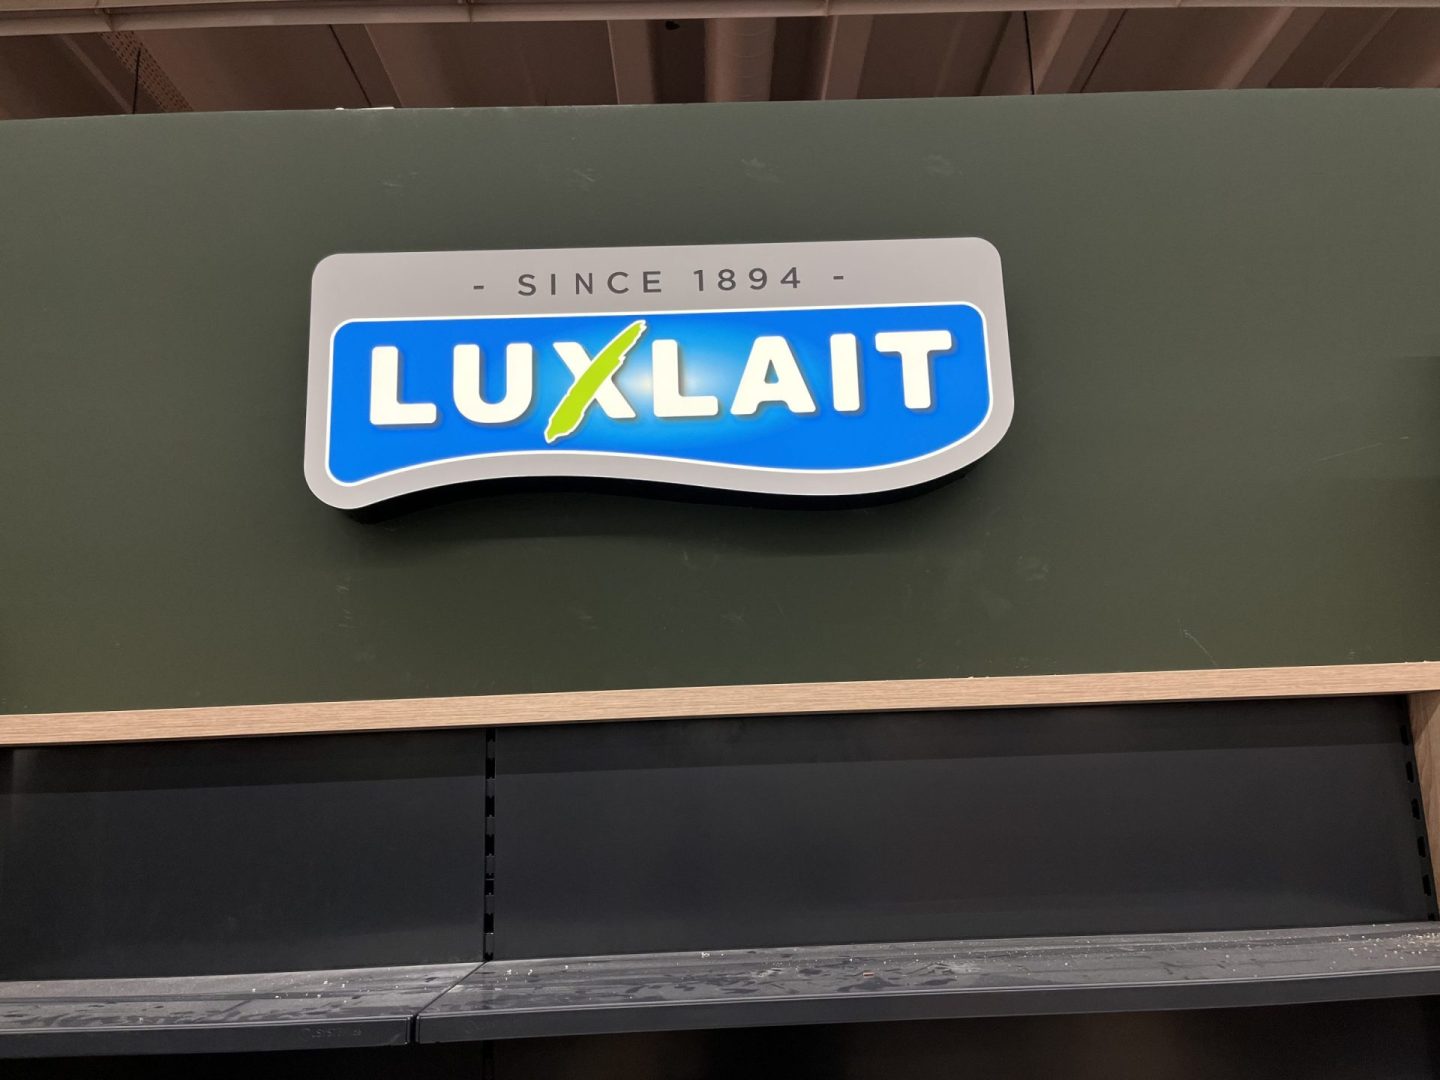 - SINCE 1894 -
LUXLAIT